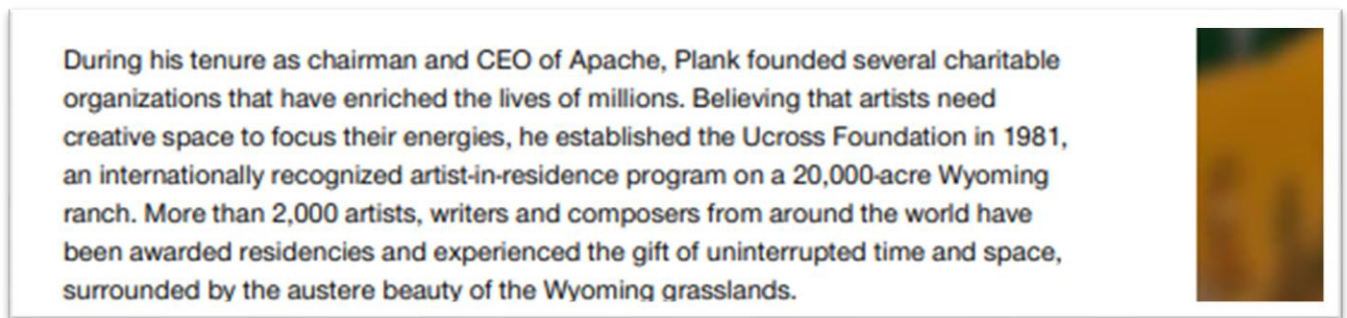 During his tenure as chairman and CEO of Apache, Plank founded several charitable
organizations that have enriched the lives of millions. Believing that artists need
creative space to focus their energies, he established the Ucross Foundation in 1981,
an internationally recognized artist-in-residence program on a 20,000-acre Wyoming
ranch. More than 2,000 artists, writers and composers from around the world have
been awarded residencies and experienced the gift of uninterrupted time and space,
surrounded by the austere beauty of the Wyoming grasslands.